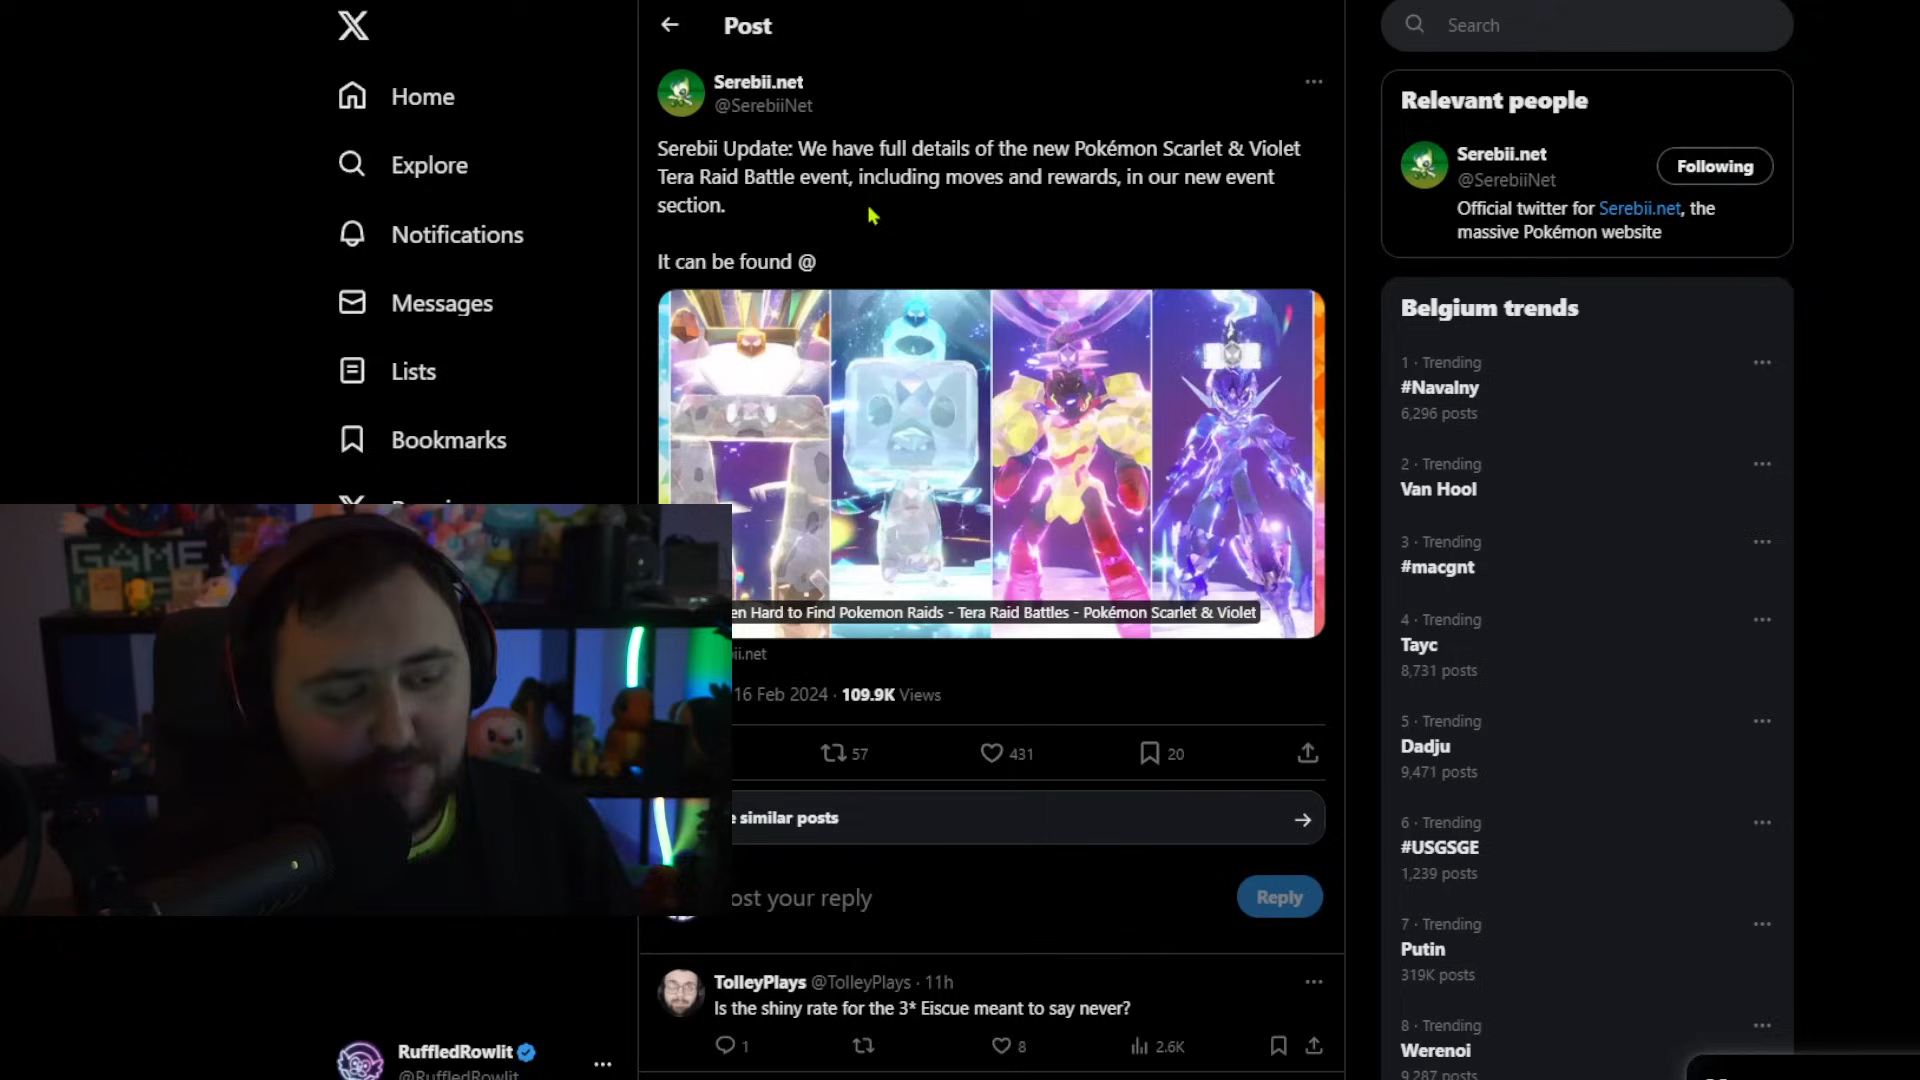 Home
Explore
Notifications
Messages
Lists
Bookmarks
GAME
RuffledRowlit
@RuffledRowlit
Post
Serebii.net
@SerebiiNet
Serebii Update: We have full details of the new Pokémon Scarlet & Violet
Tera Raid Battle event, including moves and rewards, in our new event
section.
It can be found @
en Hard to Find Pokemon Raids - Tera Raid Battles - Pokémon Scarlet & Violet
ii.net
16 Feb 2024 · 109.9K Views
57 431 20
e similar posts
ost your reply
Reply
TolleyPlays @TolleyPlays · 11h
Is the shiny rate for the 3* Eiscue meant to say never?
1 8 2.6K
Search
Relevant people
Serebii.net
@SerebiiNet
Following
Official twitter for Serebii.net, the
massive Pokémon website
Belgium trends
1 · Trending
#Navalny
6,296 posts
2 · Trending
Van Hool
3 · Trending
#macgnt
4 · Trending
Tayc
8,731 posts
5 · Trending
Dadju
9,471 posts
6 · Trending
#USGSGE
1,239 posts
7 · Trending
Putin
319K posts
8 · Trending
Werenoi
9,287 posts